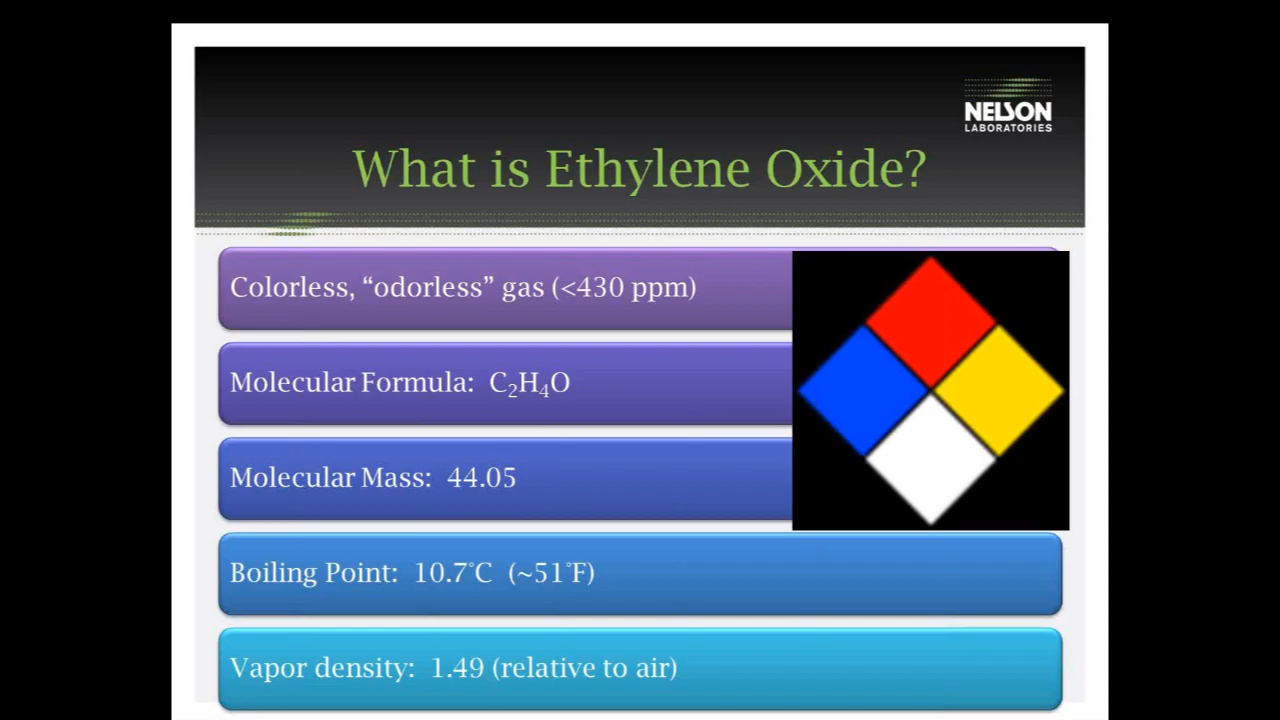 NELSON
LABORATORIES
What is Ethylene Oxide?
Colorless, “odorless” gas (<430 ppm)
Molecular Formula: C₂H₄O
Molecular Mass: 44.05
Boiling Point: 10.7°C (~51°F)
Vapor density: 1.49 (relative to air)